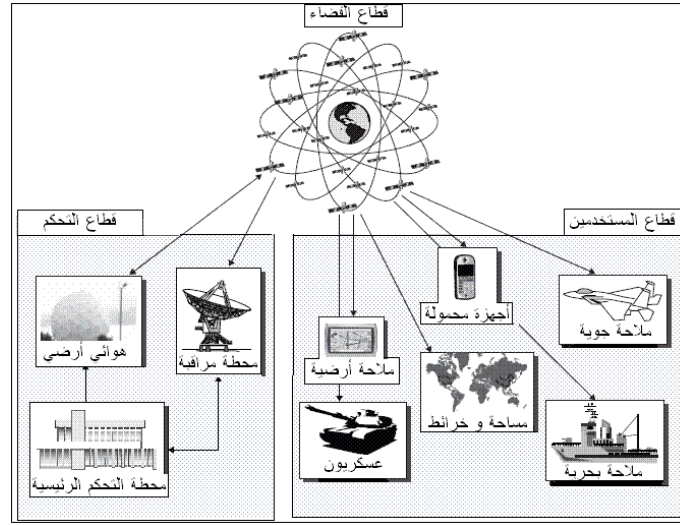 قطاع الفضاء
قطاع المستخدمين
قطاع التحكم
أجهزة محمولة
ملاحة جوية
هوائي أرضي
محطة مراقبة
ملاحة أرضية
مساحة و خرائط
عسكريون
ملاحة بحرية
محطة التحكم الرئيسية